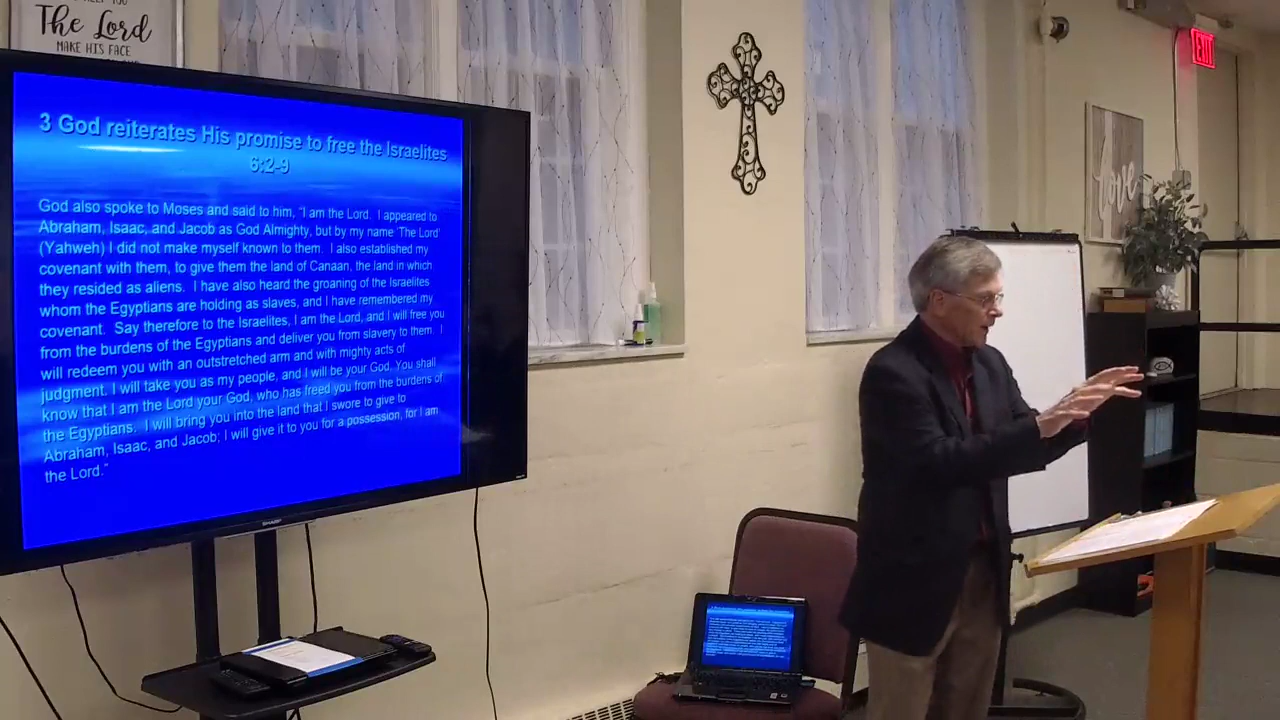 The Lord
MAKE HIS FACE
3 God reiterates His promise to free the Israelites
6:2-9
God also spoke to Moses and said to him, "I am the Lord. I appeared to
Abraham, Isaac, and Jacob as God Almighty, but by my name 'The Lord'
(Yahweh) I did not make myself known to them. I also established my
covenant with them, to give them the land of Canaan, the land in which
they resided as aliens. I have also heard the groaning of the Israelites
whom the Egyptians are holding as slaves, and I have remembered my
covenant. Say therefore to the Israelites, I am the Lord, and I will free you
from the burdens of the Egyptians and deliver you from slavery to them. I
will redeem you with an outstretched arm and with mighty acts of
judgment. I will take you as my people, and I will be your God. You shall
know that I am the Lord your God, who has freed you from the burdens of
the Egyptians. I will bring you into the land that I swore to give to
Abraham, Isaac, and Jacob; I will give it to you for a possession, for I am
the Lord."
SHARP
EXIT
love